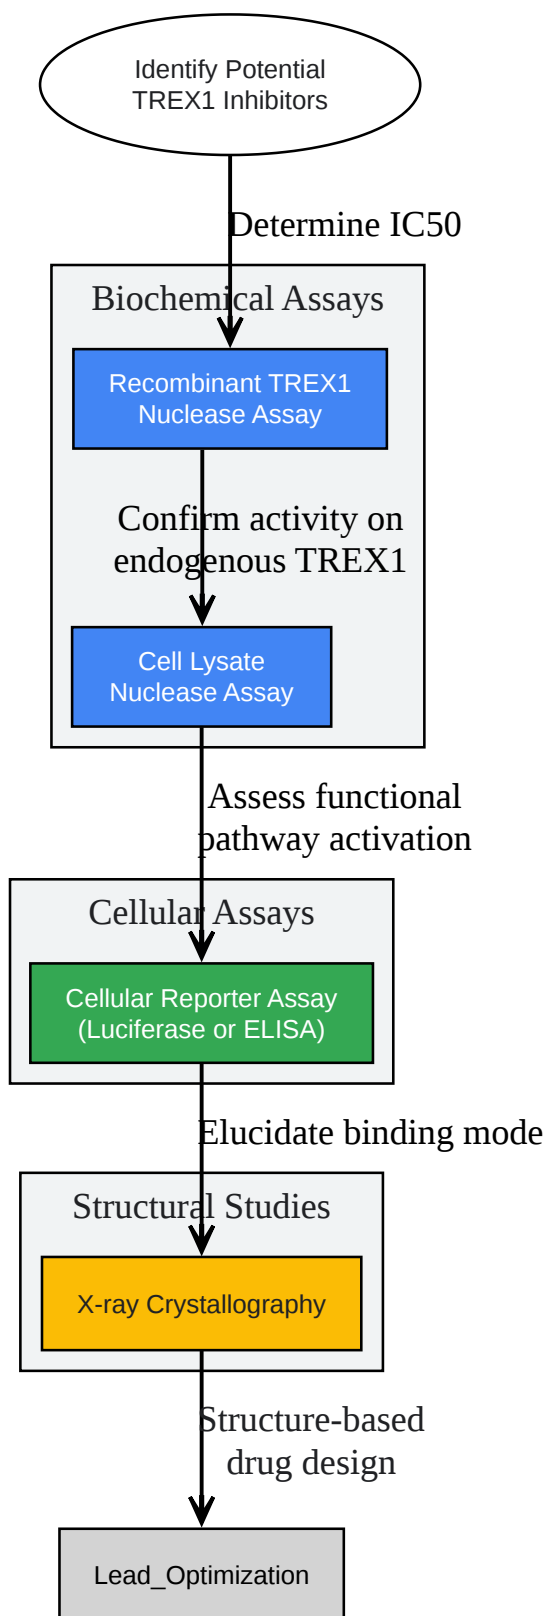 Identify Potential
TREX1 Inhibitors
Determine IC50
Biochemical Assays
Recombinant TREX1
Nuclease Assay
Confirm activity on
endogenous TREX1
Cell Lysate
Nuclease Assay
Assess functional
pathway activation
Cellular Assays
Cellular Reporter Assay
(Luciferase or ELISA)
Elucidate binding mode
Structural Studies
X-ray Crystallography
Structure-based
drug design
Lead_Optimization